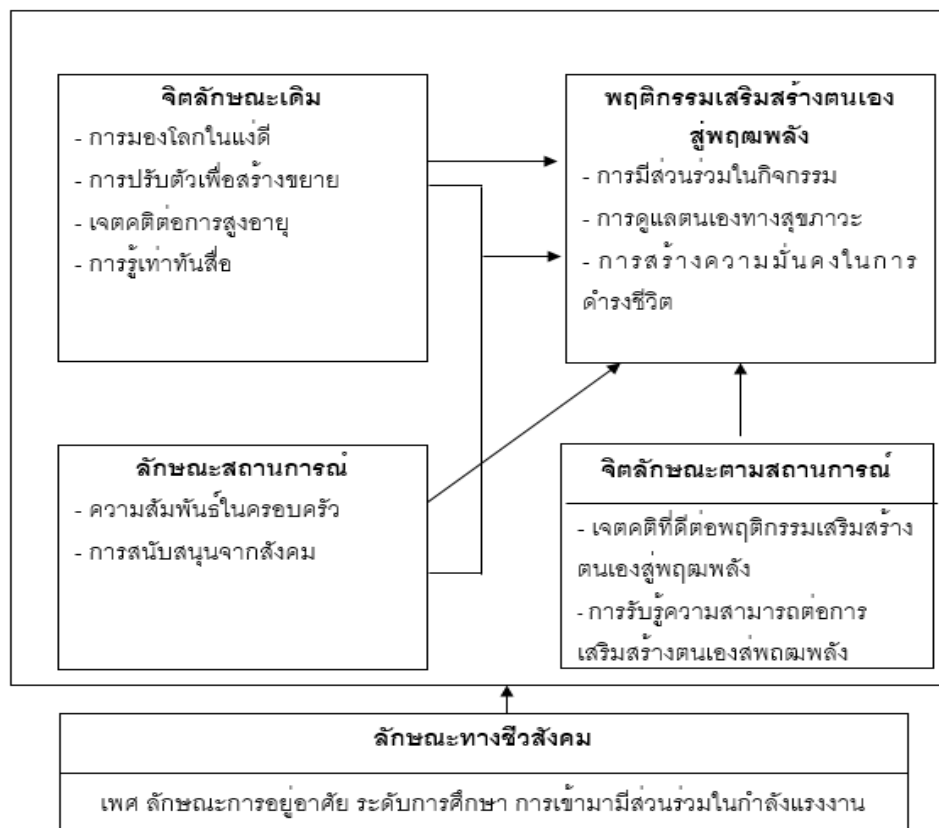 จิตลักษณะเดิม
- การมองโลกในแง่ดี
- การปรับตัวเพื่อสร้างขยาย
- เจตคติต่อการสูงอายุ
- การรู้เท่าทันสื่อ
พฤติกรรมเสริมสร้างตนเอง
สู่พฤฒพลัง
- การมีส่วนร่วมในกิจกรรม
- การดูแลตนเองทางสุขภาวะ
- การสร้างความมั่นคงในการ
ดำรงชีวิต
ลักษณะสถานการณ์
- ความสัมพันธ์ในครอบครัว
- การสนับสนุนจากสังคม
จิตลักษณะตามสถานการณ์
- เจตคติที่ดีต่อพฤติกรรมเสริมสร้าง
ตนเองสู่พฤฒพลัง
- การรับรู้ความสามารถต่อการ
เสริมสร้างตนเองสู่พฤฒพลัง
ลักษณะทางชีวสังคม
เพศ ลักษณะการอยู่อาศัย ระดับการศึกษา การเข้ามามีส่วนร่วมในกำลังแรงงาน